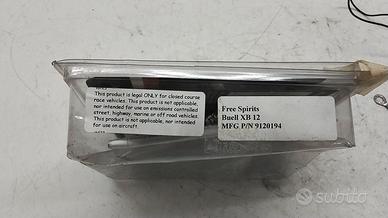 This product is legal ONLY for closed course
race vehicles. This product is not applicable,
nor intended for use on emissions controlled
street, highway, marine or off road vehicles.
This product is not applicable, nor intended
for use on aircraft.
Free Spirits
Buell XB 12
MFG P/N 9120194
subito